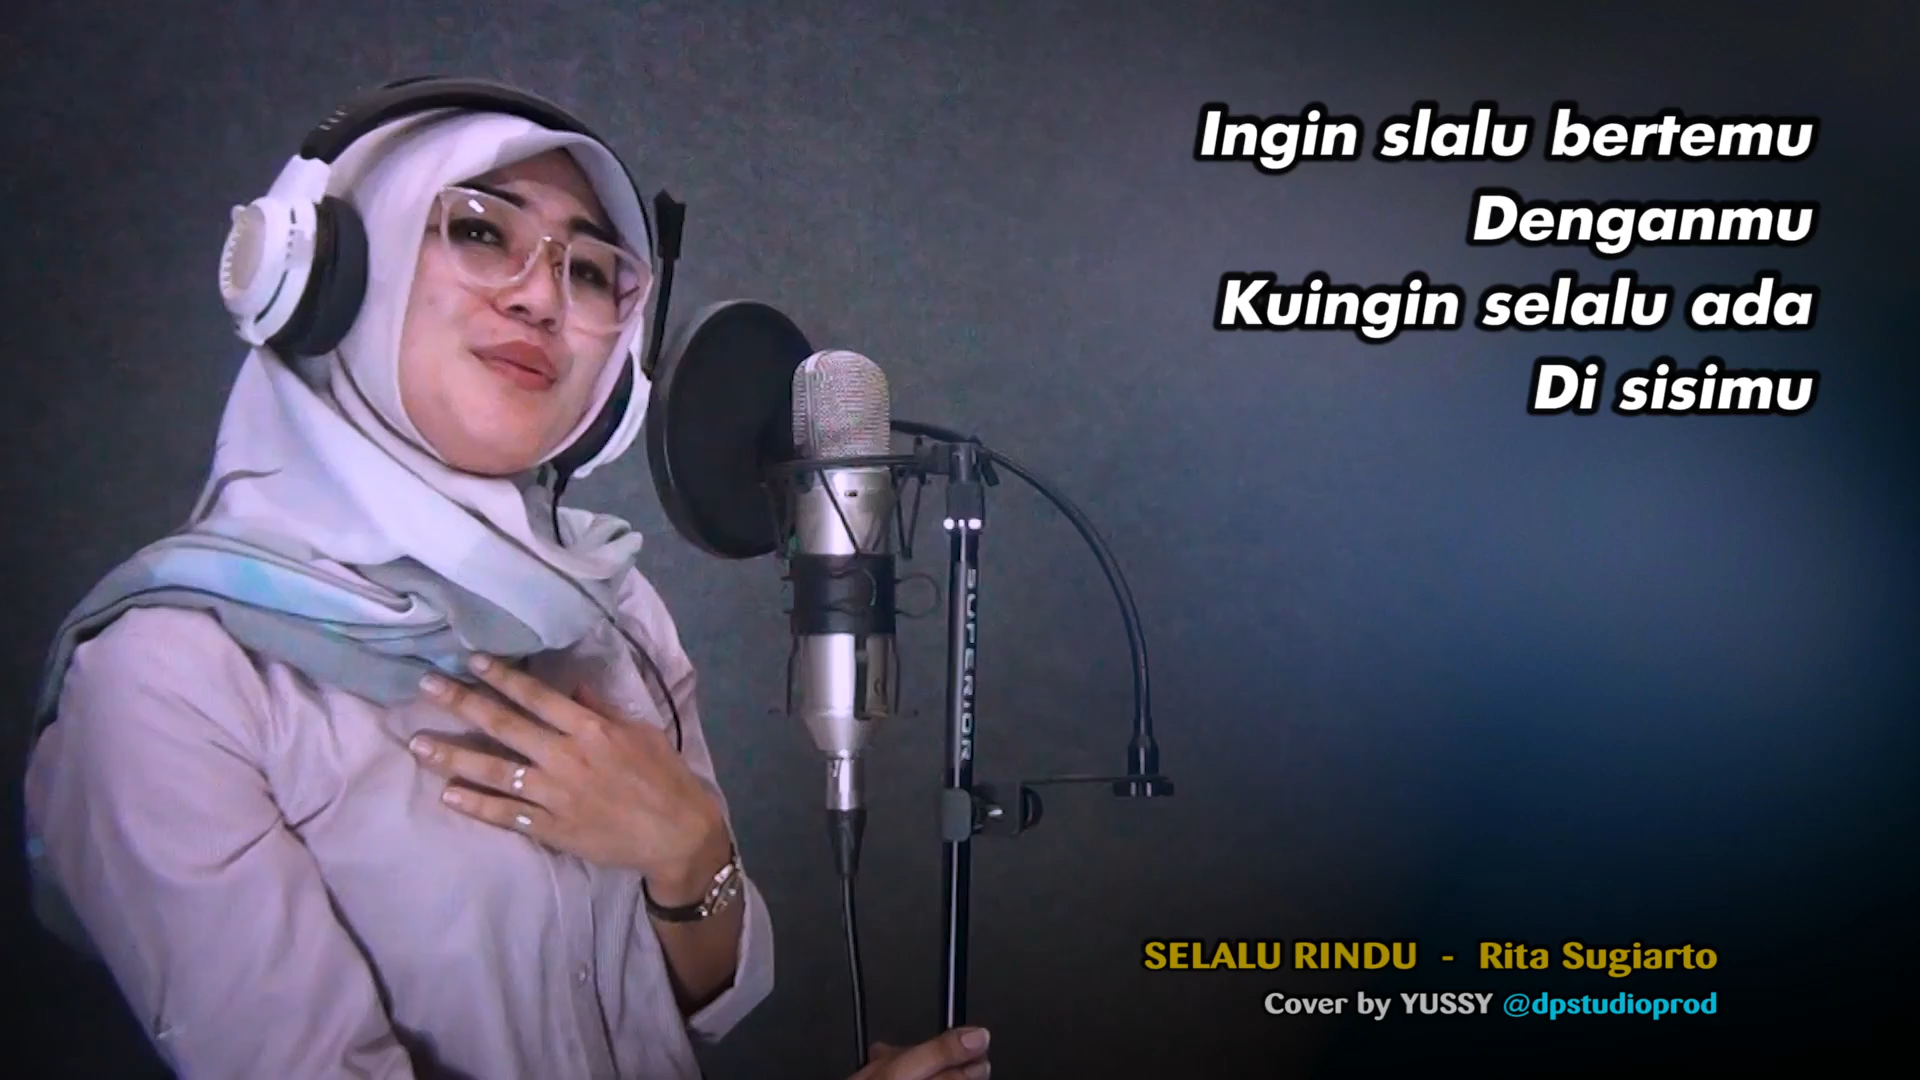 Ingin slalu bertemu
Denganmu
Kuingin selalu ada
Di sisimu
SUPERIOR
SELALU RINDU - Rita Sugiarto
Cover by YUSSY @dpstudioprod